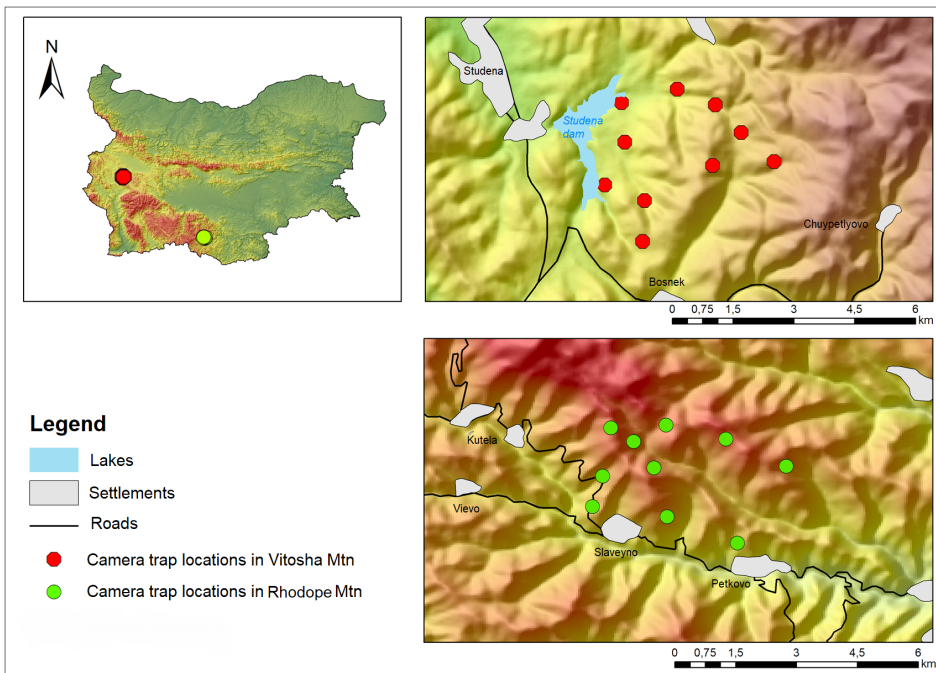 N
Studena
Studena
dam
Chuypetlyovo
Bosnek
0 0,75 1,5 3 4,5 6
km
Legend
Lakes
Settlements
Roads
Camera trap locations in Vitosha Mtn
Camera trap locations in Rhodope Mtn
Kutela
Vievo
Slaveyno
Petkovo
0 0,75 1,5 3 4,5 6
km